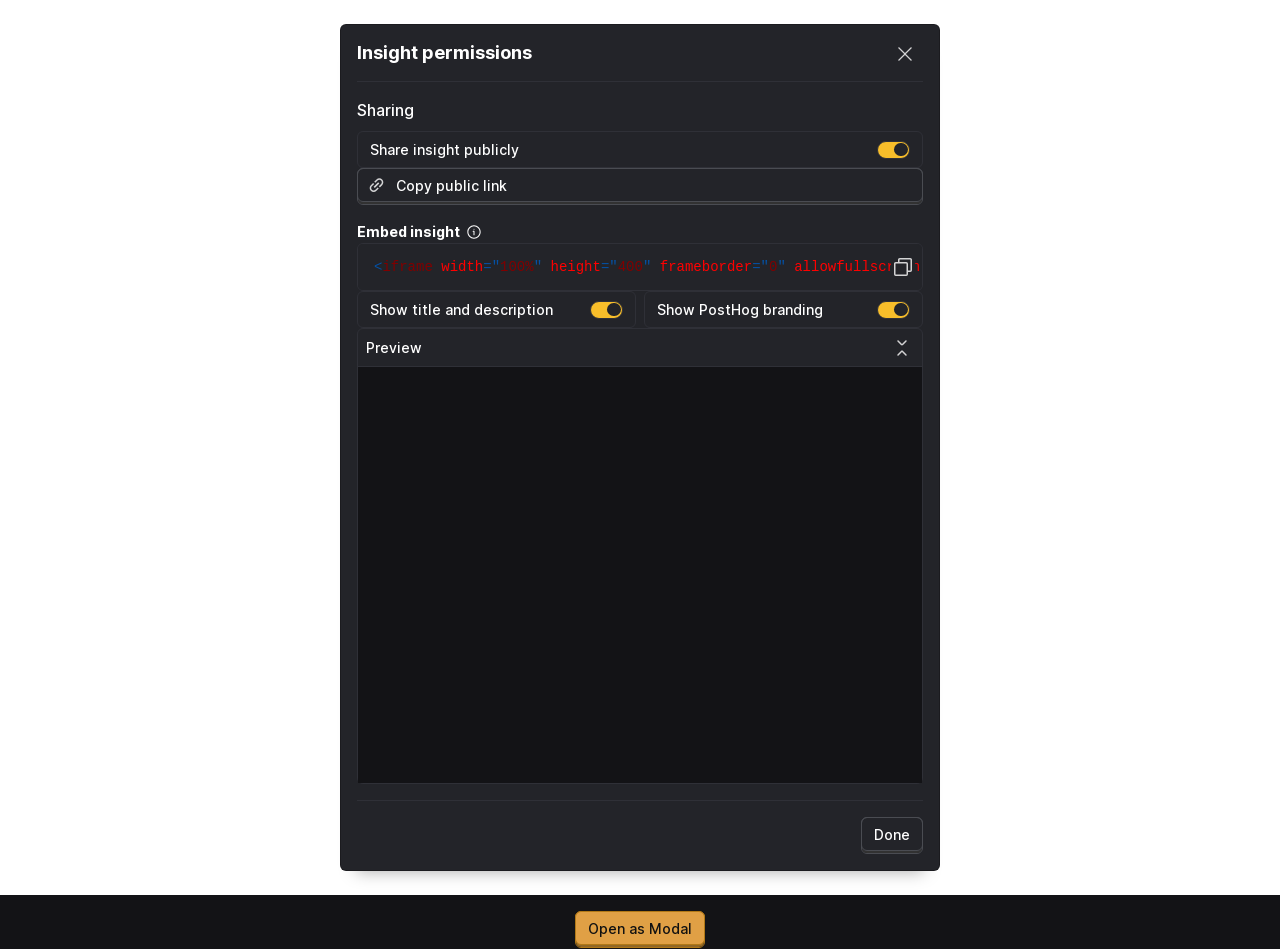 Insight permissions
Sharing
Share insight publicly
Copy public link
Embed insight
<iframe width="100%" height="400" frameborder="0" allowfullscr
Show title and description
Show PostHog branding
Preview
Done
Open as Modal